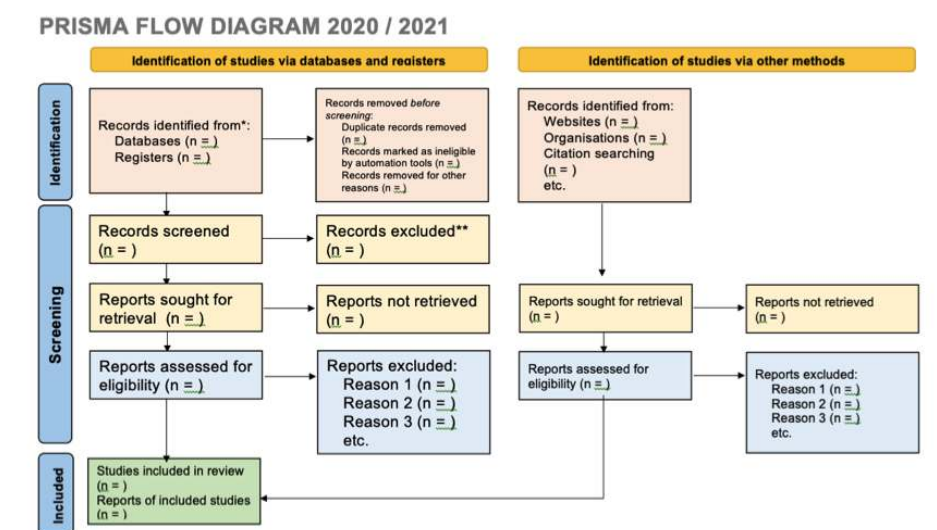 PRISMA FLOW DIAGRAM 2020 / 2021
Identification of studies via databases and registers
Identification of studies via other methods
Identification
Records identified from*:
Databases (n = )
Registers (n = )
Records removed before
screening:
Duplicate records removed
(n = )
Records marked as ineligible
by automation tools (n = )
Records removed for other
reasons (n = )
Records identified from:
Websites (n = )
Organisations (n = )
Citation searching
(n = )
etc.
Screening
Records screened
(n = )
Records excluded**
(n = )
Reports sought for
retrieval (n = )
Reports not retrieved
(n = )
Reports sought for retrieval
(n = )
Reports not retrieved
(n = )
Reports assessed for
eligibility (n = )
Reports excluded:
Reason 1 (n = )
Reason 2 (n = )
Reason 3 (n = )
etc.
Reports assessed for
eligibility (n = )
Reports excluded:
Reason 1 (n = )
Reason 2 (n = )
Reason 3 (n = )
etc.
Included
Studies included in review
(n = )
Reports of included studies
(n = )